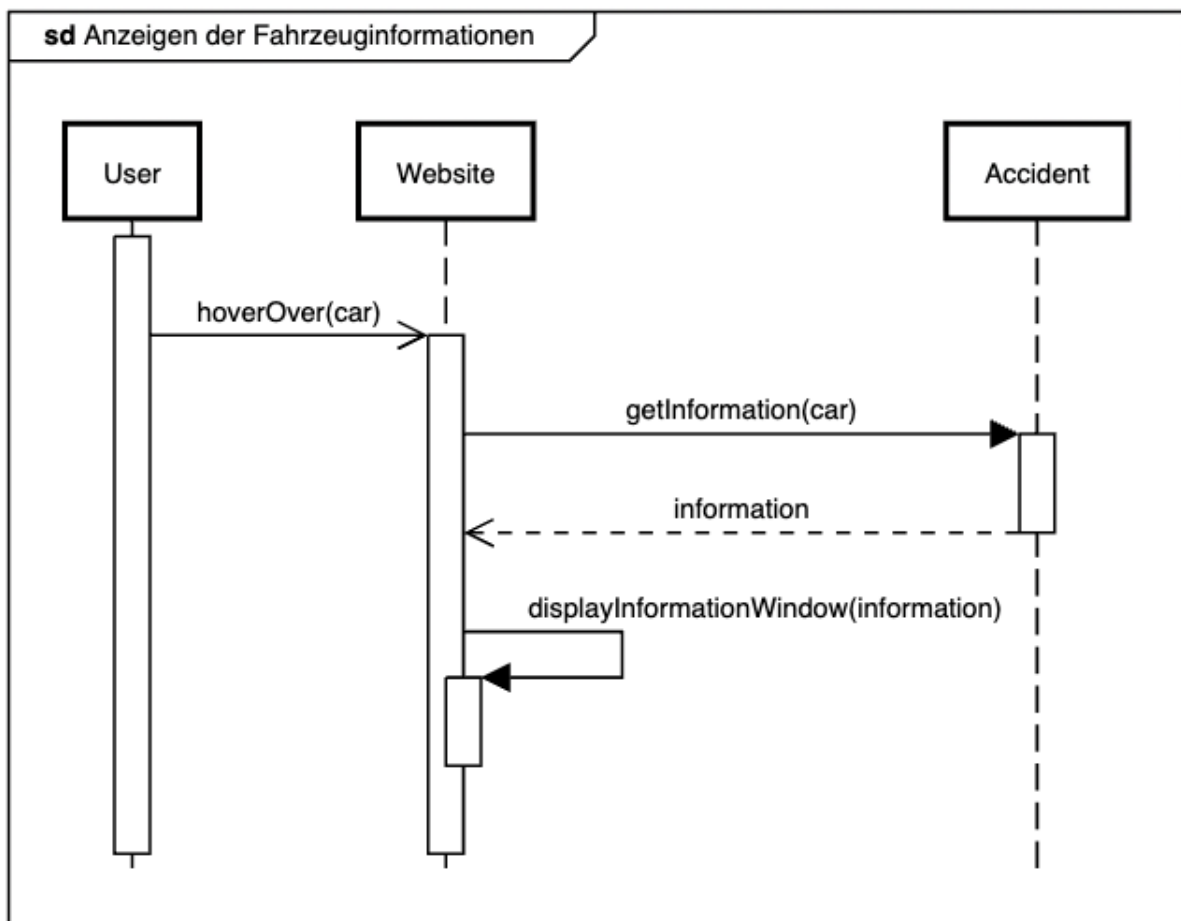 sd Anzeigen der Fahrzeuginformationen
User
Website
Accident
hoverOver(car)
getInformation(car)
information
displayInformationWindow(information)